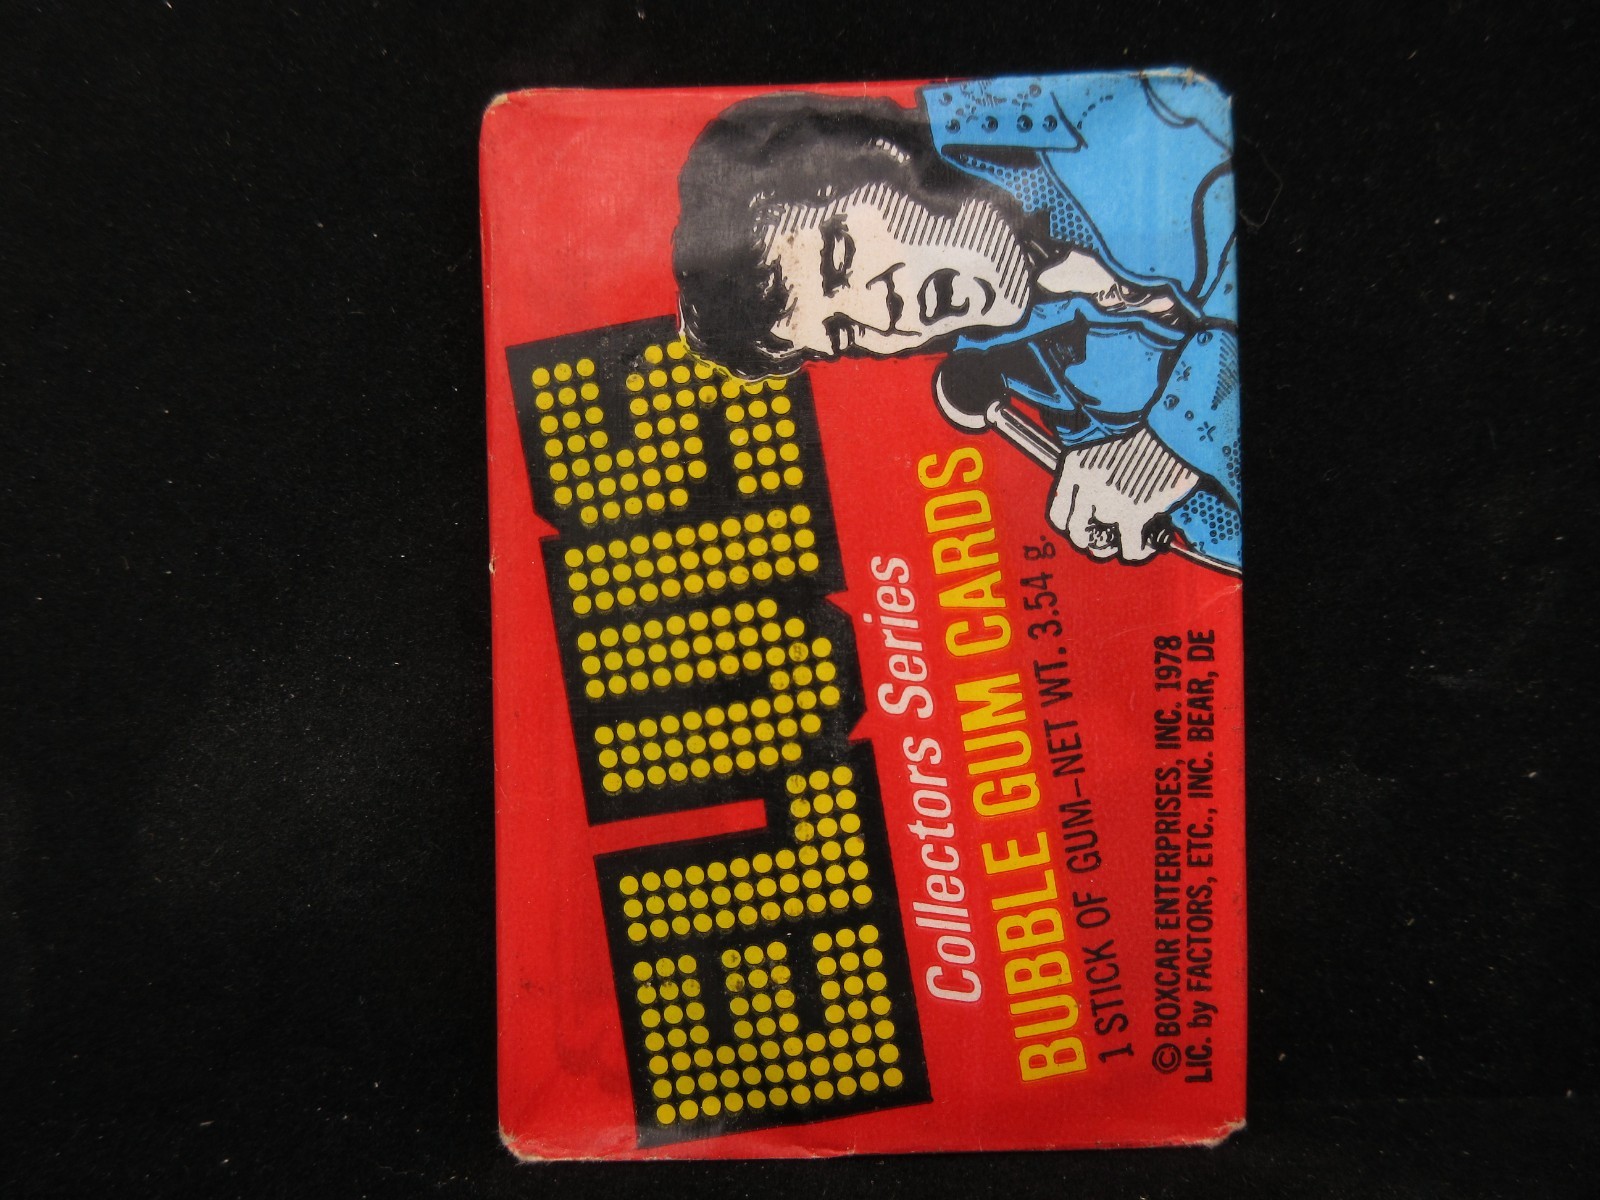 ELVIS
Collectors Series
BUBBLE GUM CARDS
1 STICK OF GUM–NET WT. 3.54 g.
© BOXCAR ENTERPRISES, INC. 1978
LIC. by FACTORS, ETC., INC. BEAR, DE